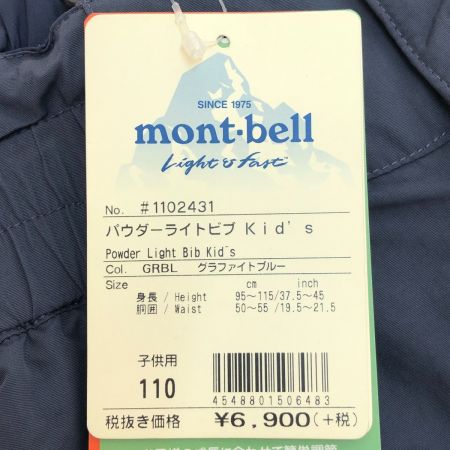 SINCE 1975
mont-bell
Light & Fast™
No. #1102431
パウダーライトビブ Kid's
Powder Light Bib Kid's
Col. GRBL グラファイトブルー
Size cm inch
身長 / Height 95～115/37.5～45
胴囲 / Waist 50～55 /19.5～21.5
子供用
110
4548801506483
税抜き価格 ¥6,900(+税)